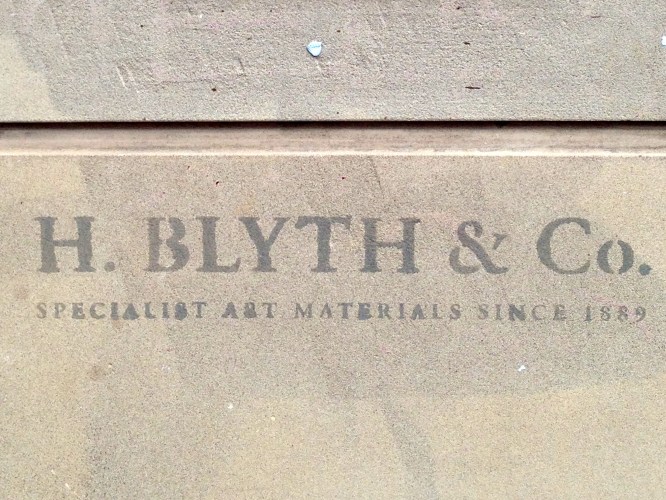 H. BLYTH & Co.
SPECIALIST ART MATERIALS SINCE 1889